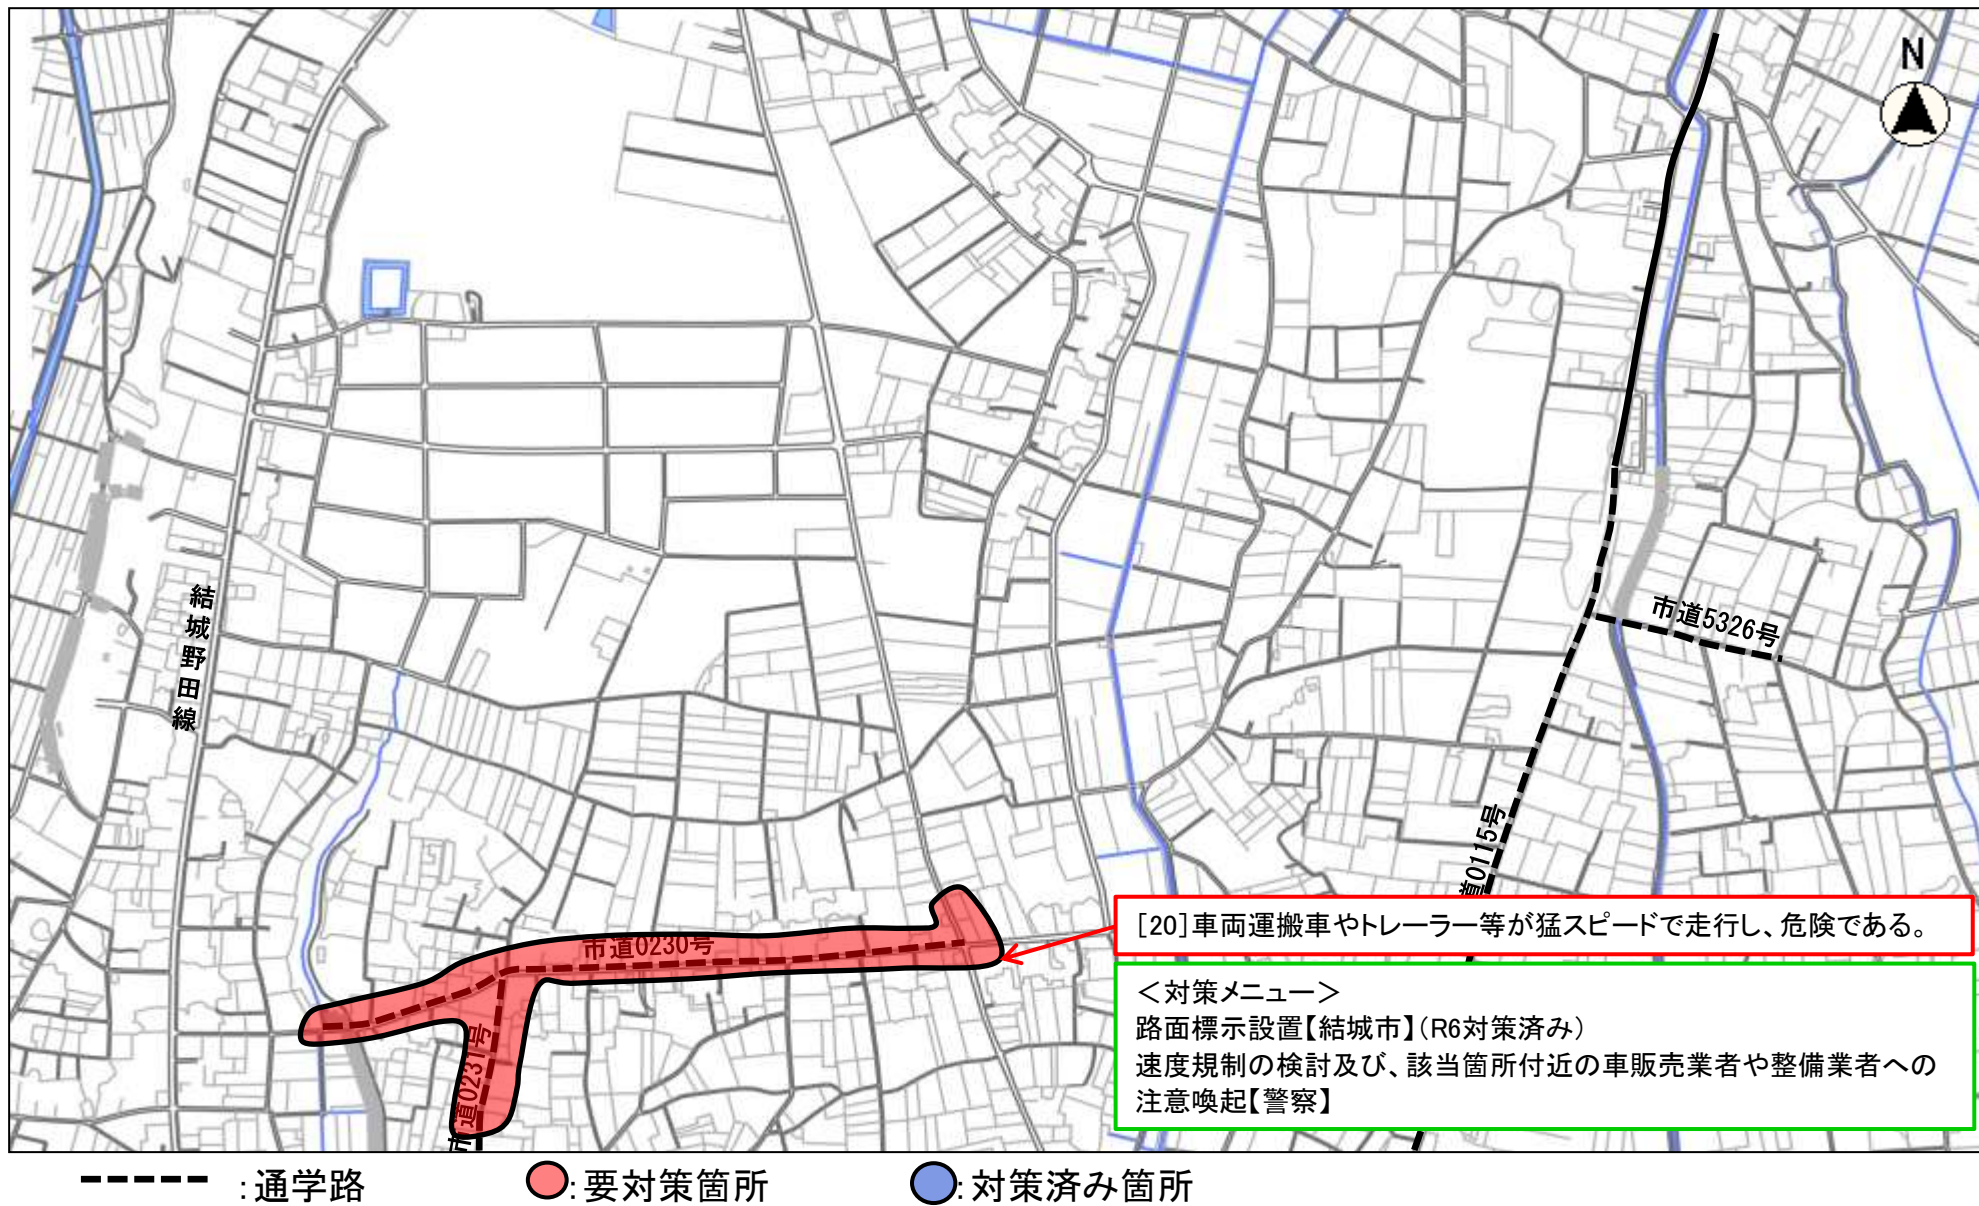 N
結城野田線
市道5326号
道0115号
市道0230号
市道0231号
[20]車両運搬車やトレーラー等が猛スピードで走行し、危険である。
＜対策メニュー＞
路面標示設置【結城市】（R6対策済み）
速度規制の検討及び、該当箇所付近の車販売業者や整備業者への
注意喚起【警察】
:通学路
:要対策箇所
:対策済み箇所